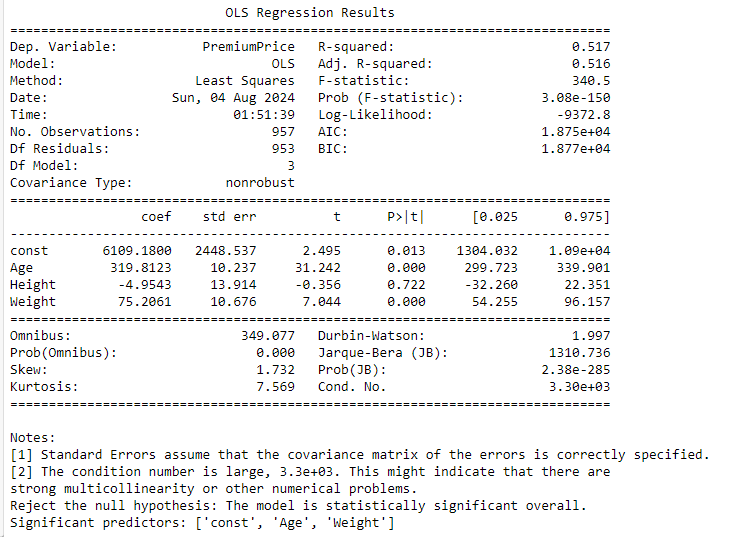 OLS Regression Results
==============================================================================
Dep. Variable:           PremiumPrice   R-squared:                       0.517
Model:                            OLS   Adj. R-squared:                  0.516
Method:                 Least Squares   F-statistic:                     340.5
Date:                Sun, 04 Aug 2024   Prob (F-statistic):          3.08e-150
Time:                        01:51:39   Log-Likelihood:                -9372.8
No. Observations:                 957   AIC:                         1.875e+04
Df Residuals:                     953   BIC:                         1.877e+04
Df Model:                           3
Covariance Type:            nonrobust
==============================================================================
                 coef    std err          t      P>|t|      [0.025      0.975]
------------------------------------------------------------------------------
const       6109.1800   2448.537      2.495      0.013    1304.032    1.09e+04
Age          319.8123     10.237     31.242      0.000     299.723     339.901
Height        -4.9543     13.914     -0.356      0.722     -32.260      22.351
Weight        75.2061     10.676      7.044      0.000      54.255      96.157
==============================================================================
Omnibus:                      349.077   Durbin-Watson:                   1.997
Prob(Omnibus):                  0.000   Jarque-Bera (JB):             1310.736
Skew:                           1.732   Prob(JB):                    2.38e-285
Kurtosis:                       7.569   Cond. No.                     3.30e+03
==============================================================================

Notes:
[1] Standard Errors assume that the covariance matrix of the errors is correctly specified.
[2] The condition number is large, 3.3e+03. This might indicate that there are
strong multicollinearity or other numerical problems.
Reject the null hypothesis: The model is statistically significant overall.
Significant predictors: ['const', 'Age', 'Weight']